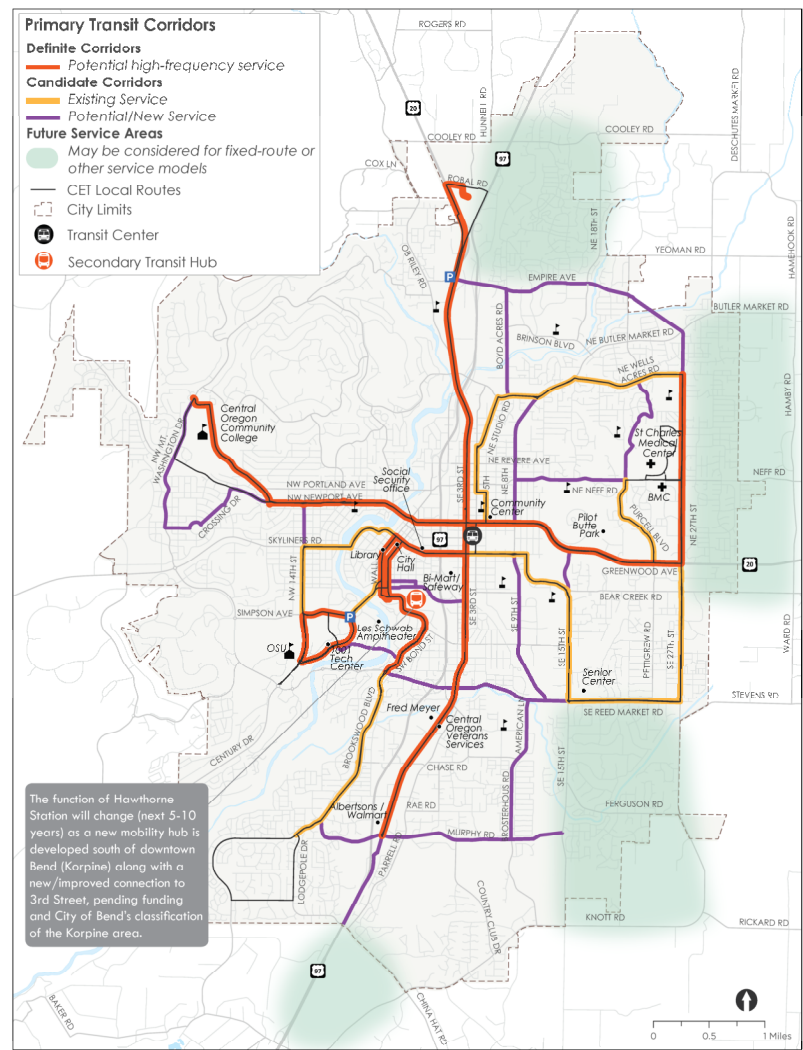 Primary Transit Corridors
Definite Corridors
Potential high-frequency service
Candidate Corridors
Existing Service
Potential/New Service
Future Service Areas
May be considered for fixed-route or
other service models
CET Local Routes
City Limits
Transit Center
Secondary Transit Hub
ROGERS RD
20
HUNNELL RD
DESCHUTES MARKET RD
COOLEY RD
COOLEY RD
97
COX LN
ROBAL RD
NE 18TH ST
HAMEHOOK RD
OB RILEY RD
YEOMAN RD
P
EMPIRE AVE
BUTLER MARKET RD
BOYD ACRES RD
BRINSON BLVD
NE BUTLER MARKET RD
NE WELLS
ACRES RD
HAMBY RD
Central
Oregon
Community
College
NW MT.
WASHINGTON DR
NE STUDIO RD
St Charles
Medical
Center
NE REVERE AVE
Social
Security
office
SE 3RD ST
5TH
NE 8TH
NEFF RD
NW PORTLAND AVE
NW NEWPORT AVE
NE NEFF RD
BMC
CROSSING DR
Community
Center
Pilot
Butte
Park
PURCELL BLVD
NE 27TH ST
SKYLINERS RD
97
Library
City
Hall
WALL
GREENWOOD AVE
20
NW 14TH ST
Bi-Mart/
Safeway
BEAR CREEK RD
SIMPSON AVE
P
SE 3RD ST
SE 9TH ST
SE 15TH ST
PETTIGREW RD
SE 27TH ST
WARD RD
Les Schwab
Ampitheater
OSU
1001
Tech
Center
SW BOND ST
Senior
Center
STEVENS RD
SE REED MARKET RD
Fred Meyer
Central
Oregon
Veterans
Services
AMERICAN LN
BROOKSWOOD BLVD
CENTURY DR
SE 15TH ST
CHASE RD
The function of Hawthorne
Station will change (next 5-10
years) as a new mobility hub is
developed south of downtown
Bend (Korpine) along with a
new/improved connection to
3rd Street, pending funding
and City of Bend's classification
of the Korpine area.
Albertsons /
Walmart
RAE RD
BROSTERHOUS RD
FERGUSON RD
MURPHY RD
LODGEPOLE DR
PARRELL RD
COUNTRY CLUB DR
KNOTT RD
RICKARD RD
97
BAKER RD
CHINA HAT RD
0 0.5 1 Miles